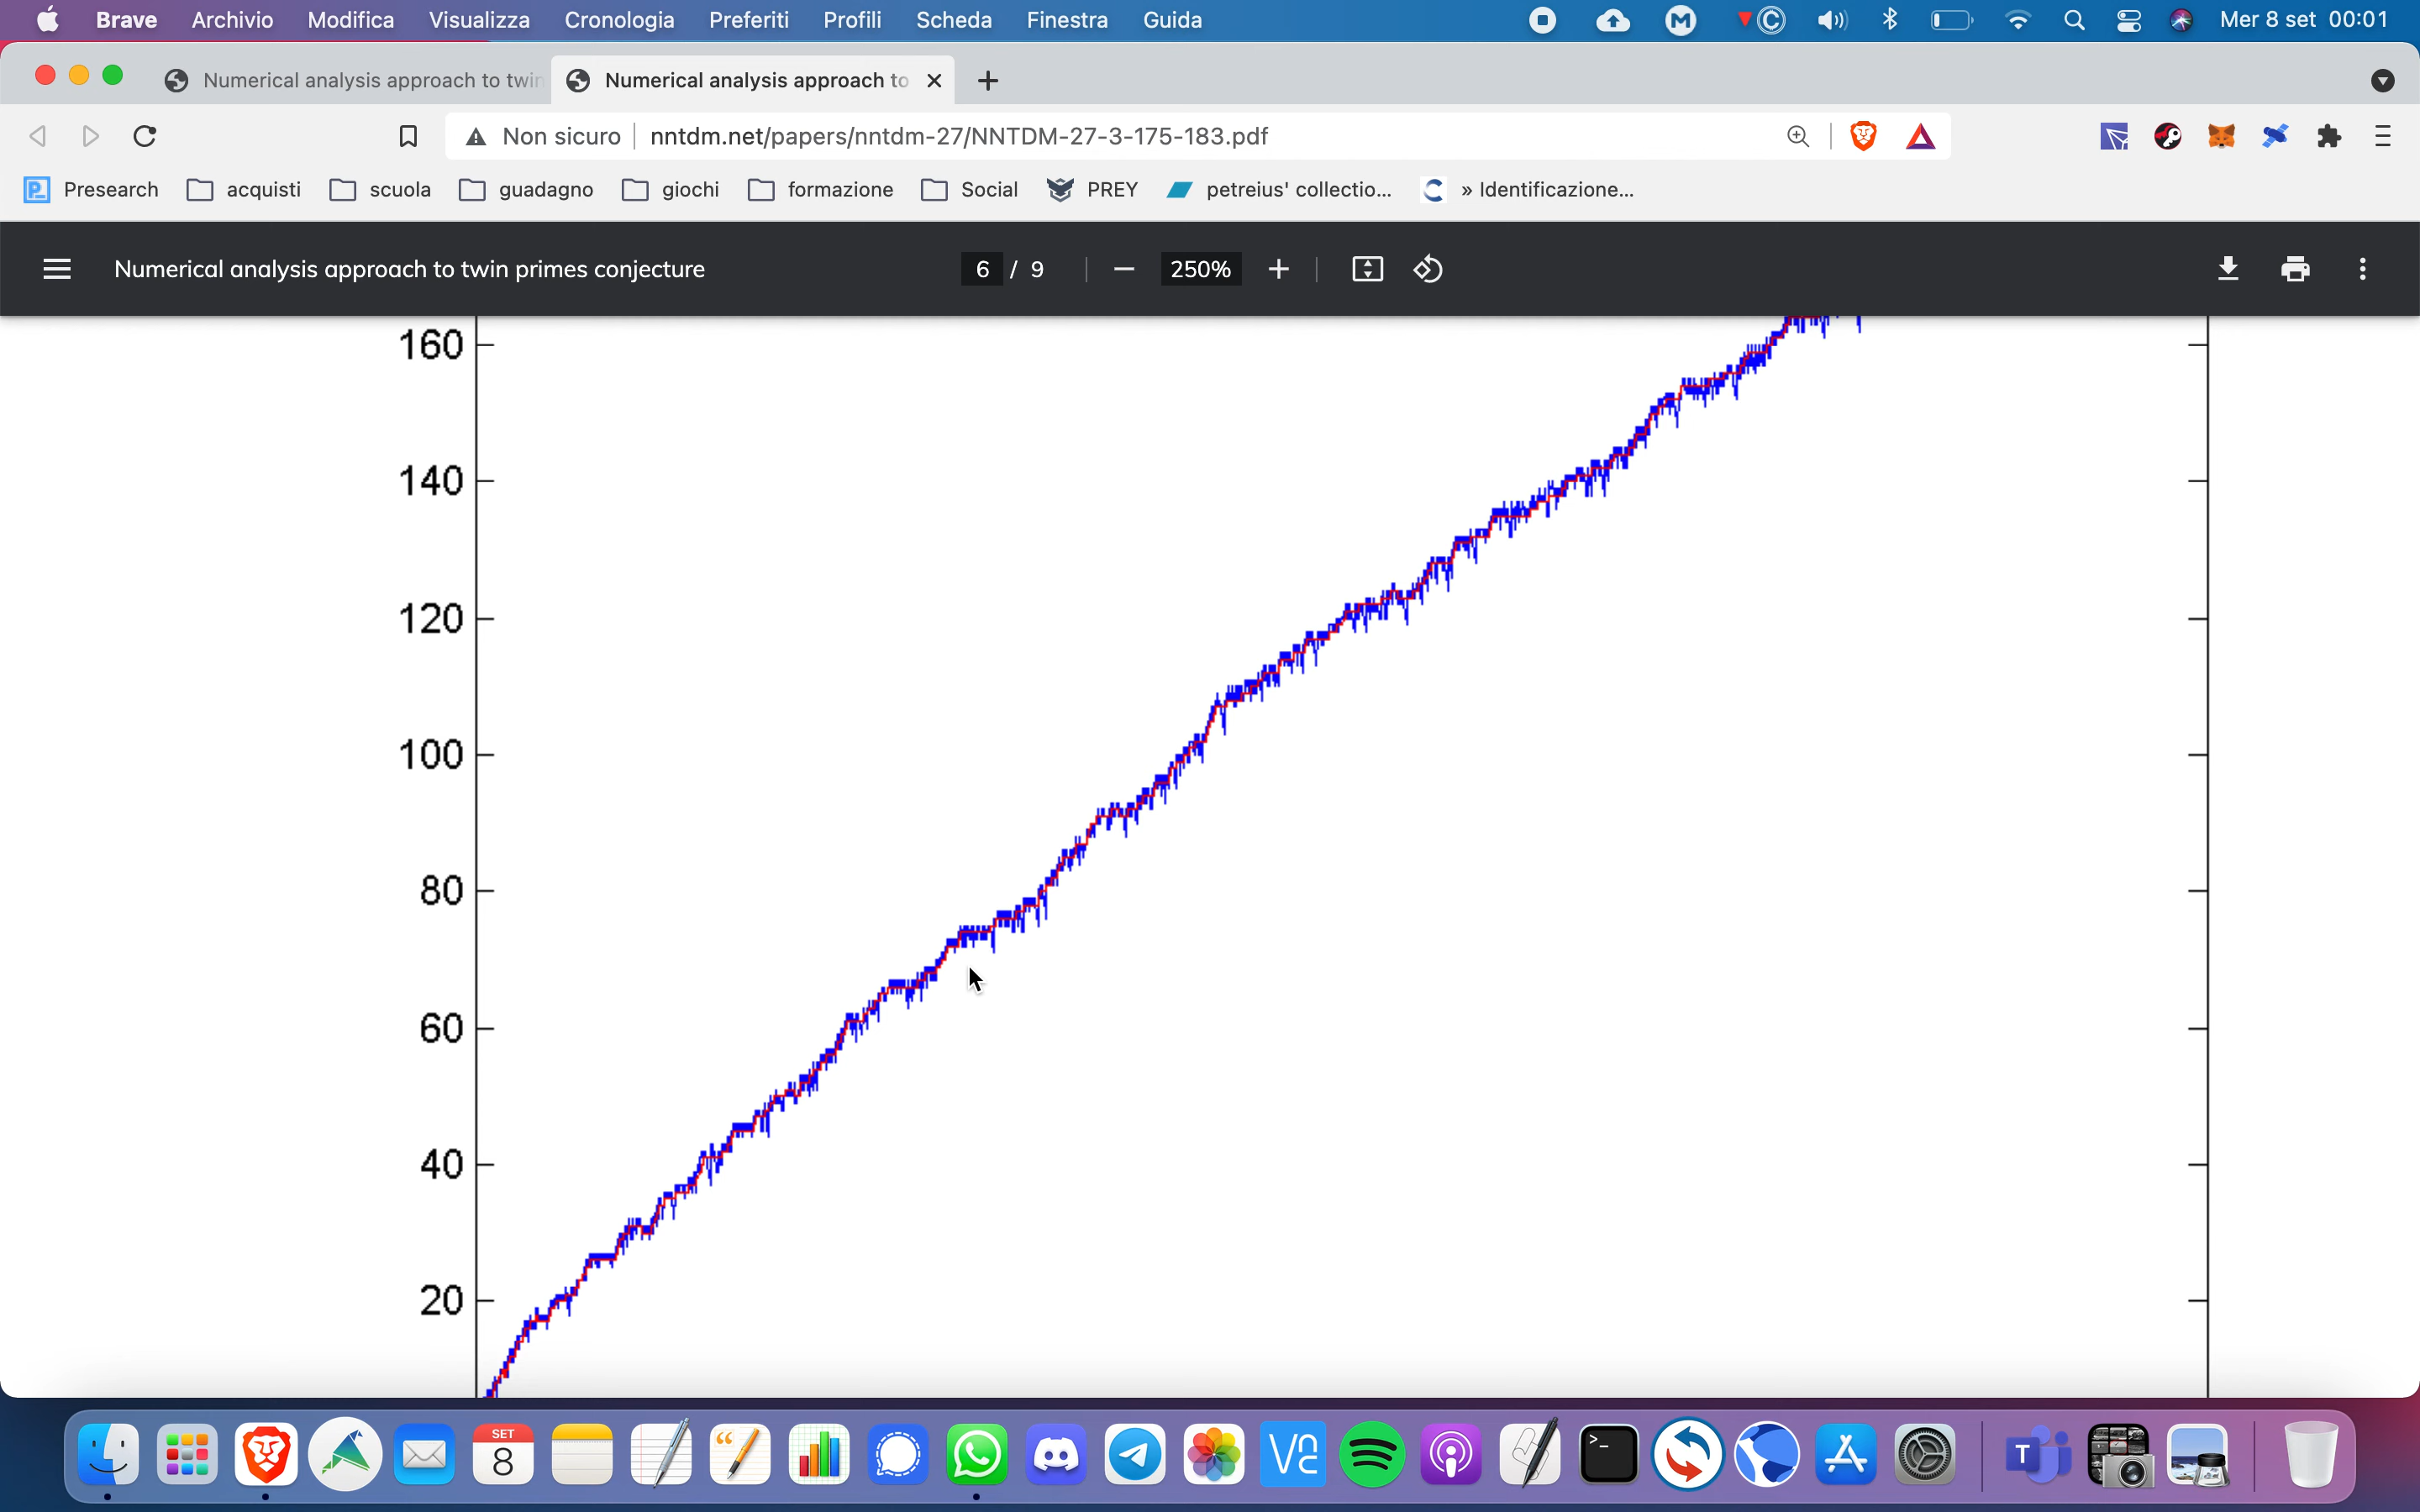 Brave Archivio Modifica Visualizza Cronologia Preferiti Profili Scheda Finestra Guida Mer 8 set 00:01
Numerical analysis approach to twin Numerical analysis approach to
Non sicuro nntdm.net/papers/nntdm-27/NNTDM-27-3-175-183.pdf
Presearch acquisti scuola guadagno giochi formazione Social PREY petreius' collectio... » Identificazione...
Numerical analysis approach to twin primes conjecture 6 / 9 250%
160
140
120
100
80
60
40
20
SET
8